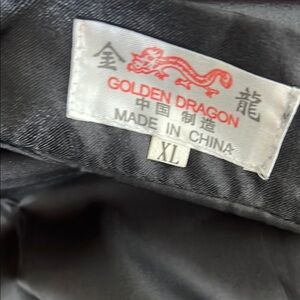 金 龍
GOLDEN DRAGON
中国 制造
MADE IN CHINA
XL